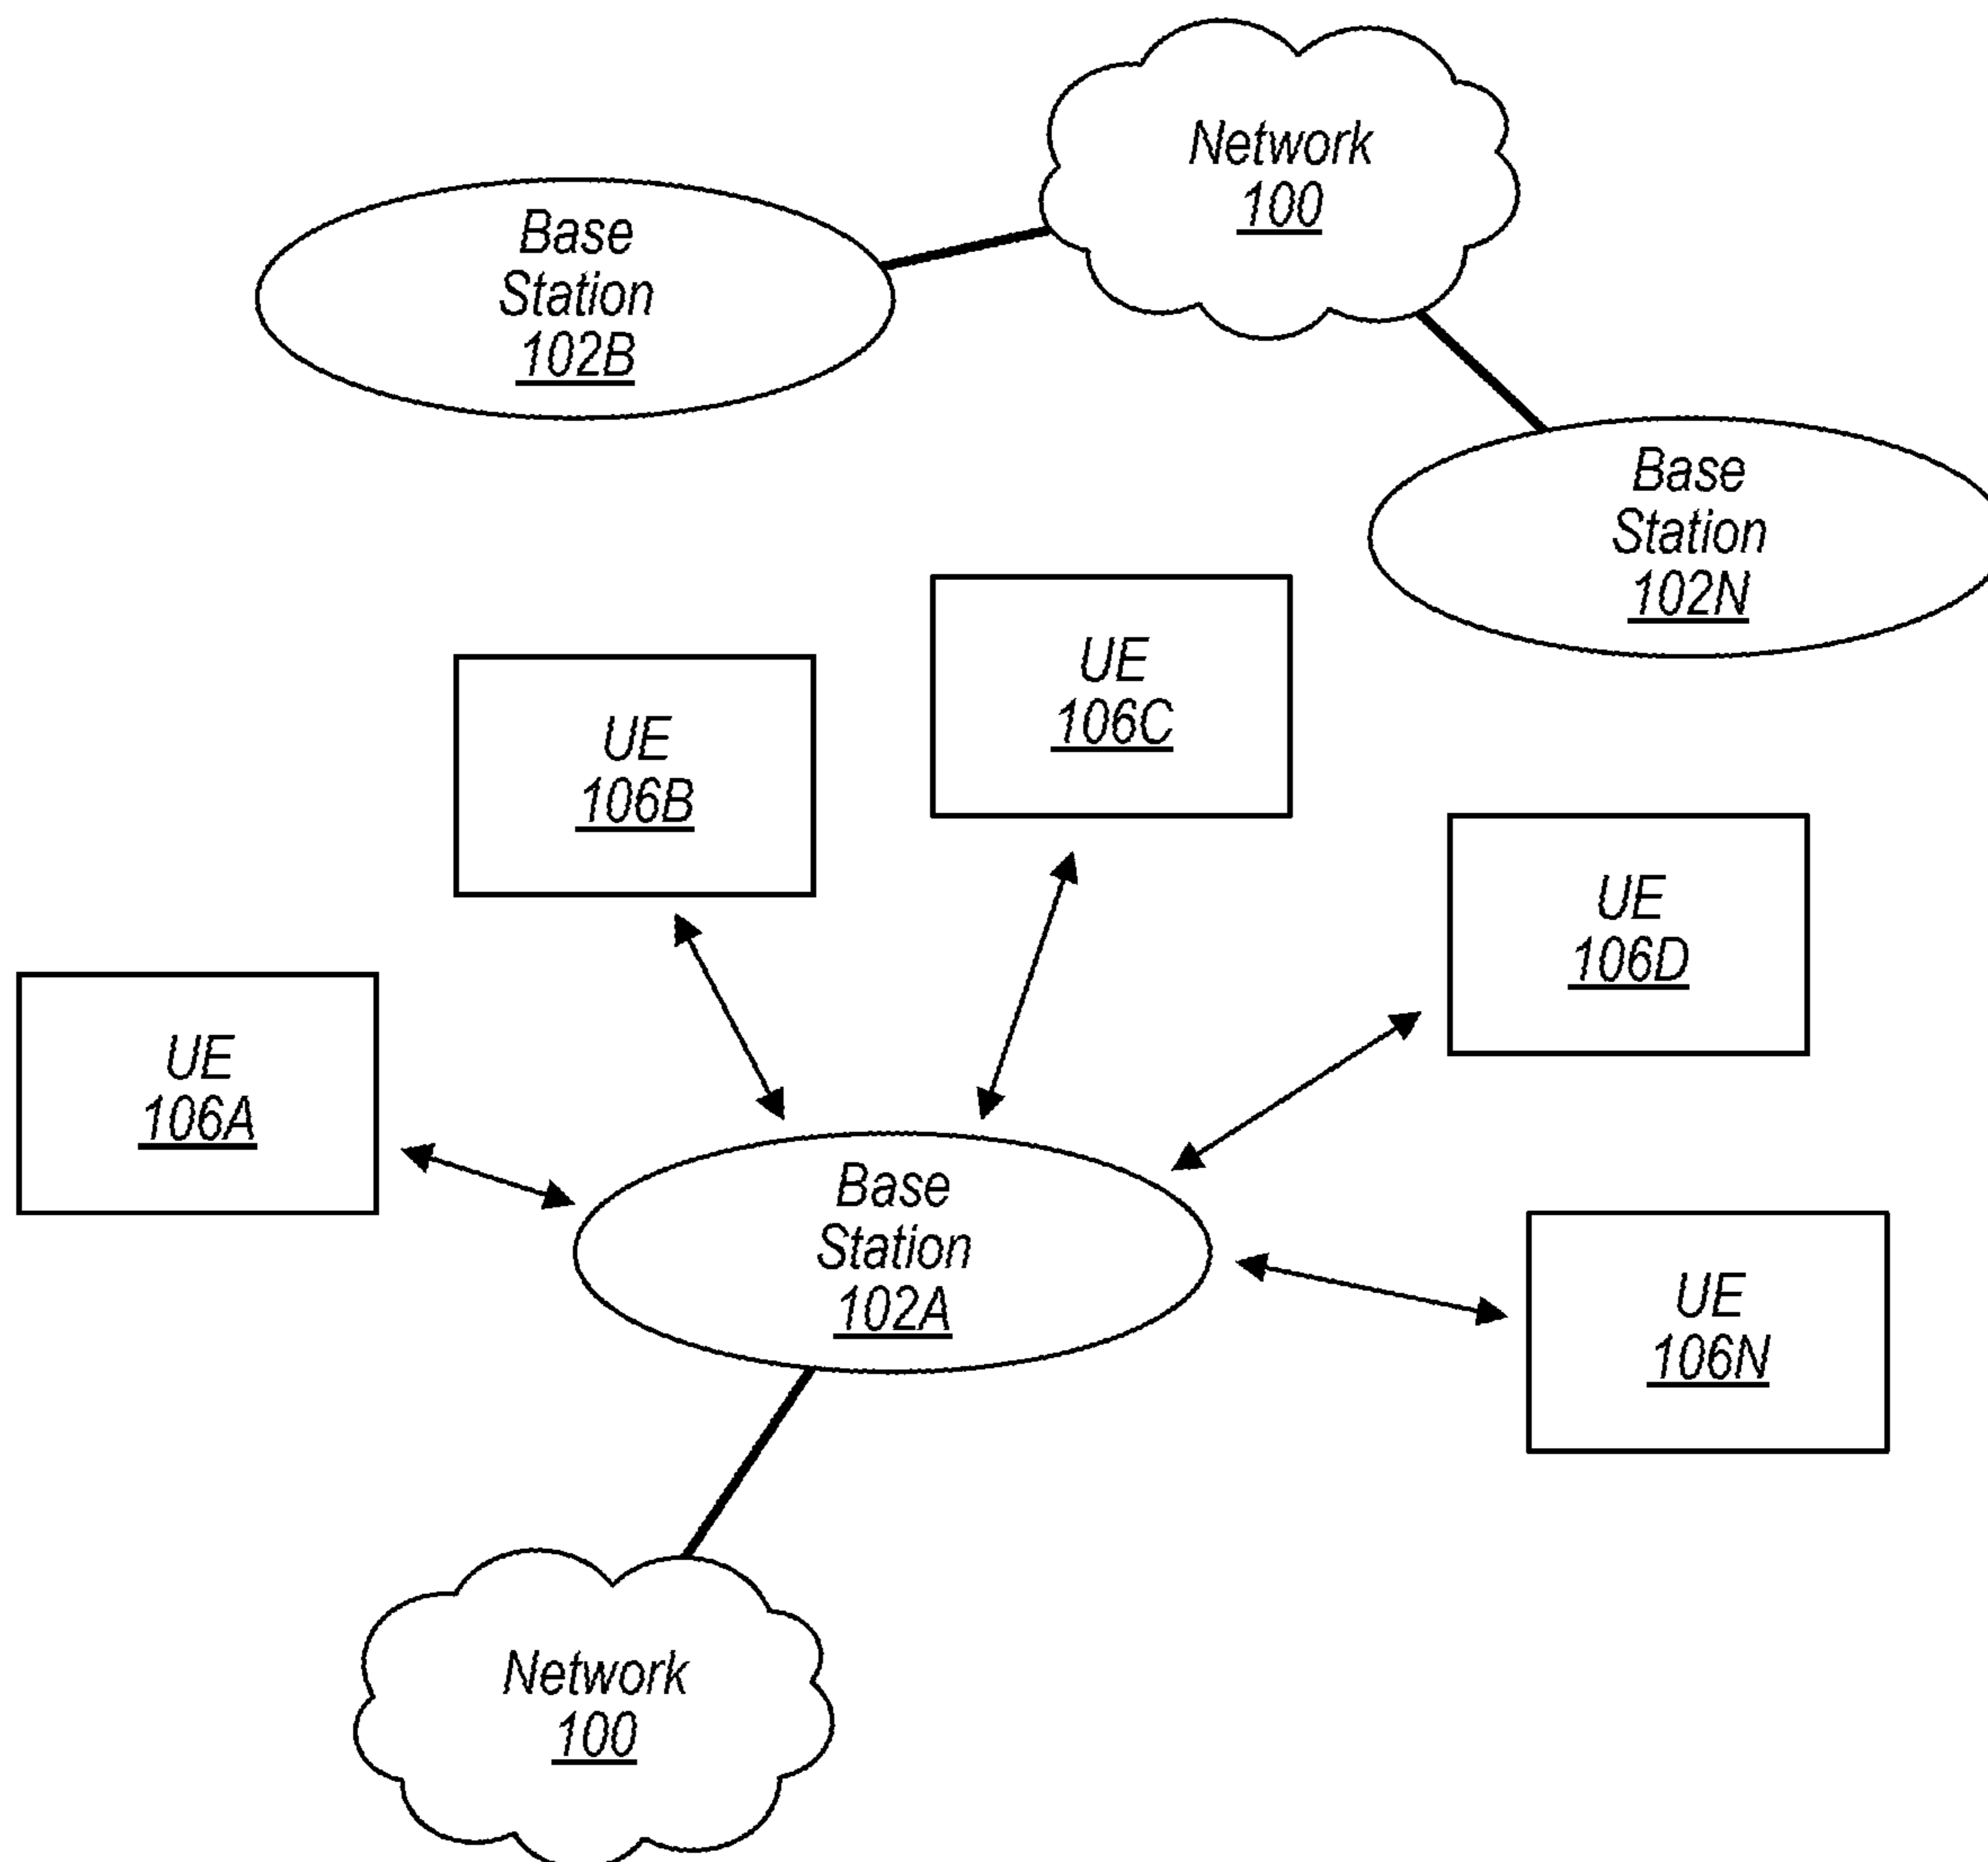 Network
100
Base
Station
102B
Base
Station
102N
UE
106C
UE
106B
UE
106D
UE
106A
Base
Station
102A
UE
106N
Network
100